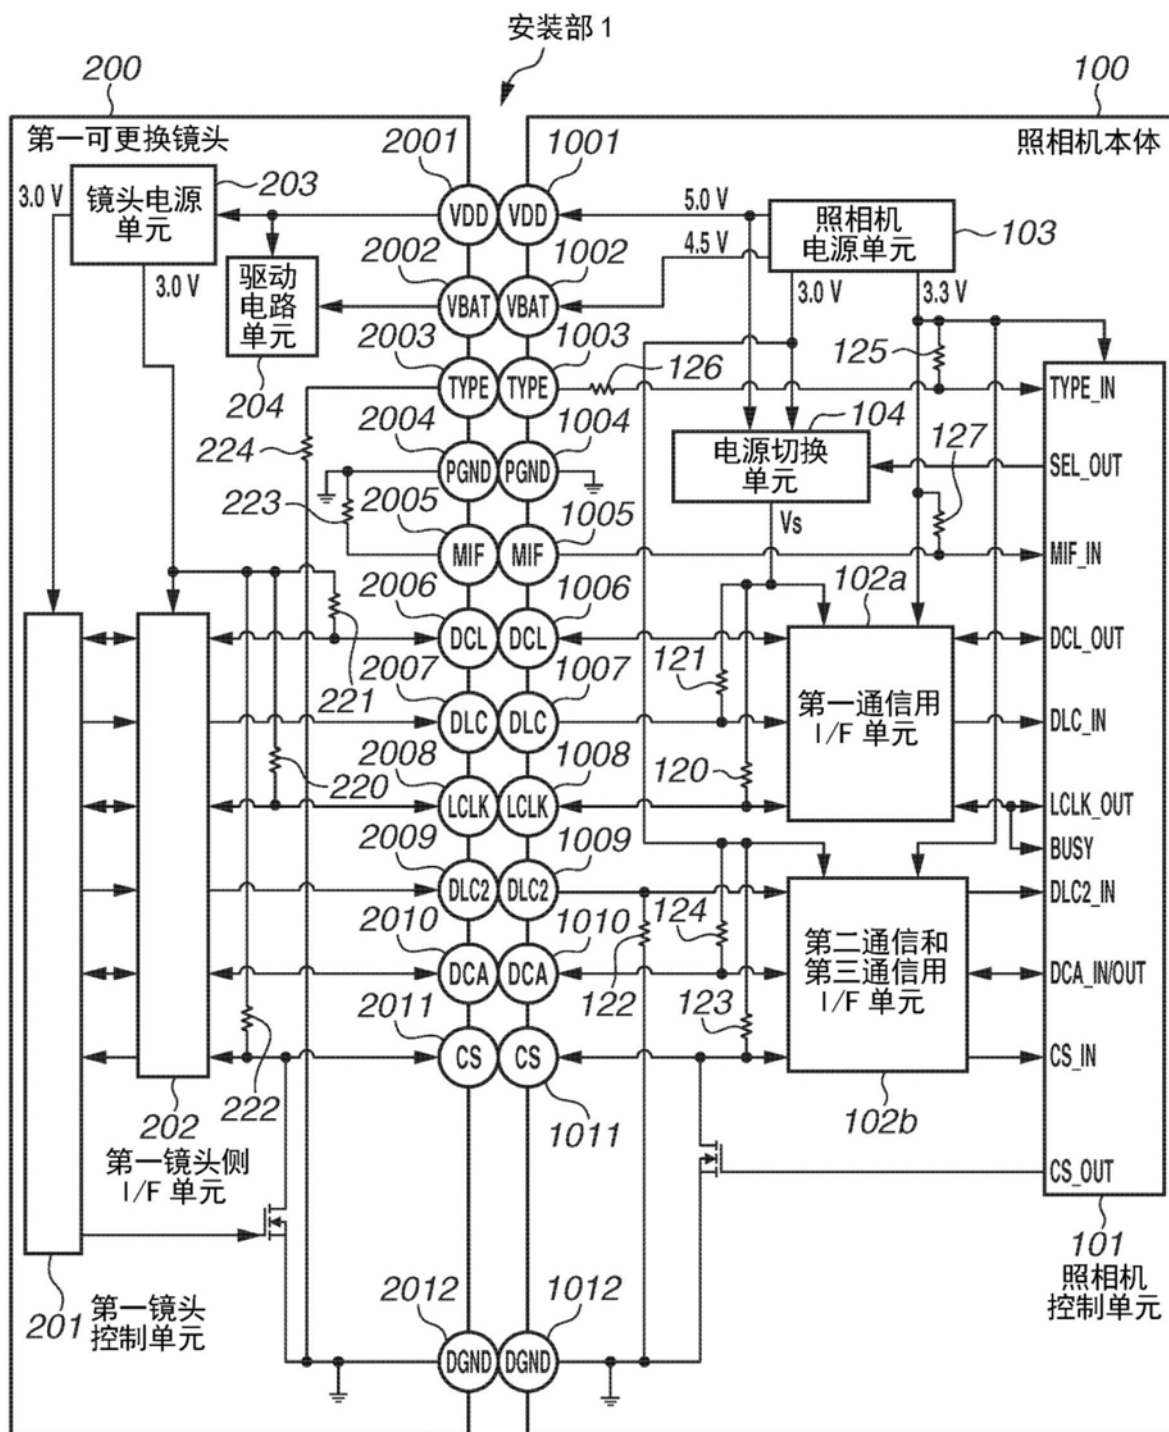 安装部 1
200
100
第一可更换镜头
照相机本体
2001
1001
3.0 V
镜头电源
单元
203
VDD
VDD
5.0 V
照相机
电源单元
103
4.5 V
3.0 V
驱动
电路
单元
204
2002
1002
VBAT
VBAT
3.0 V
3.3 V
2003
1003
TYPE
TYPE
126
125
TYPE_IN
224
2004
1004
PGND
PGND
104
电源切换
单元
127
SEL_OUT
223
2005
1005
MIF
MIF
Vs
MIF_IN
2006
1006
DCL
DCL
102a
DCL_OUT
221
2007
1007
DLC
DLC
121
第一通信用
I/F 单元
DLC_IN
220
2008
1008
LCLK
LCLK
120
LCLK_OUT
BUSY
2009
1009
DLC2
DLC2
DLC2_IN
2010
1010
DCA
DCA
122
124
第二通信和
第三通信用
I/F 单元
DCA_IN/OUT
2011
CS
CS
1011
123
CS_IN
222
202
第一镜头侧
I/F 单元
102b
CS_OUT
201
第一镜头
控制单元
101
照相机
控制单元
2012
1012
DGND
DGND